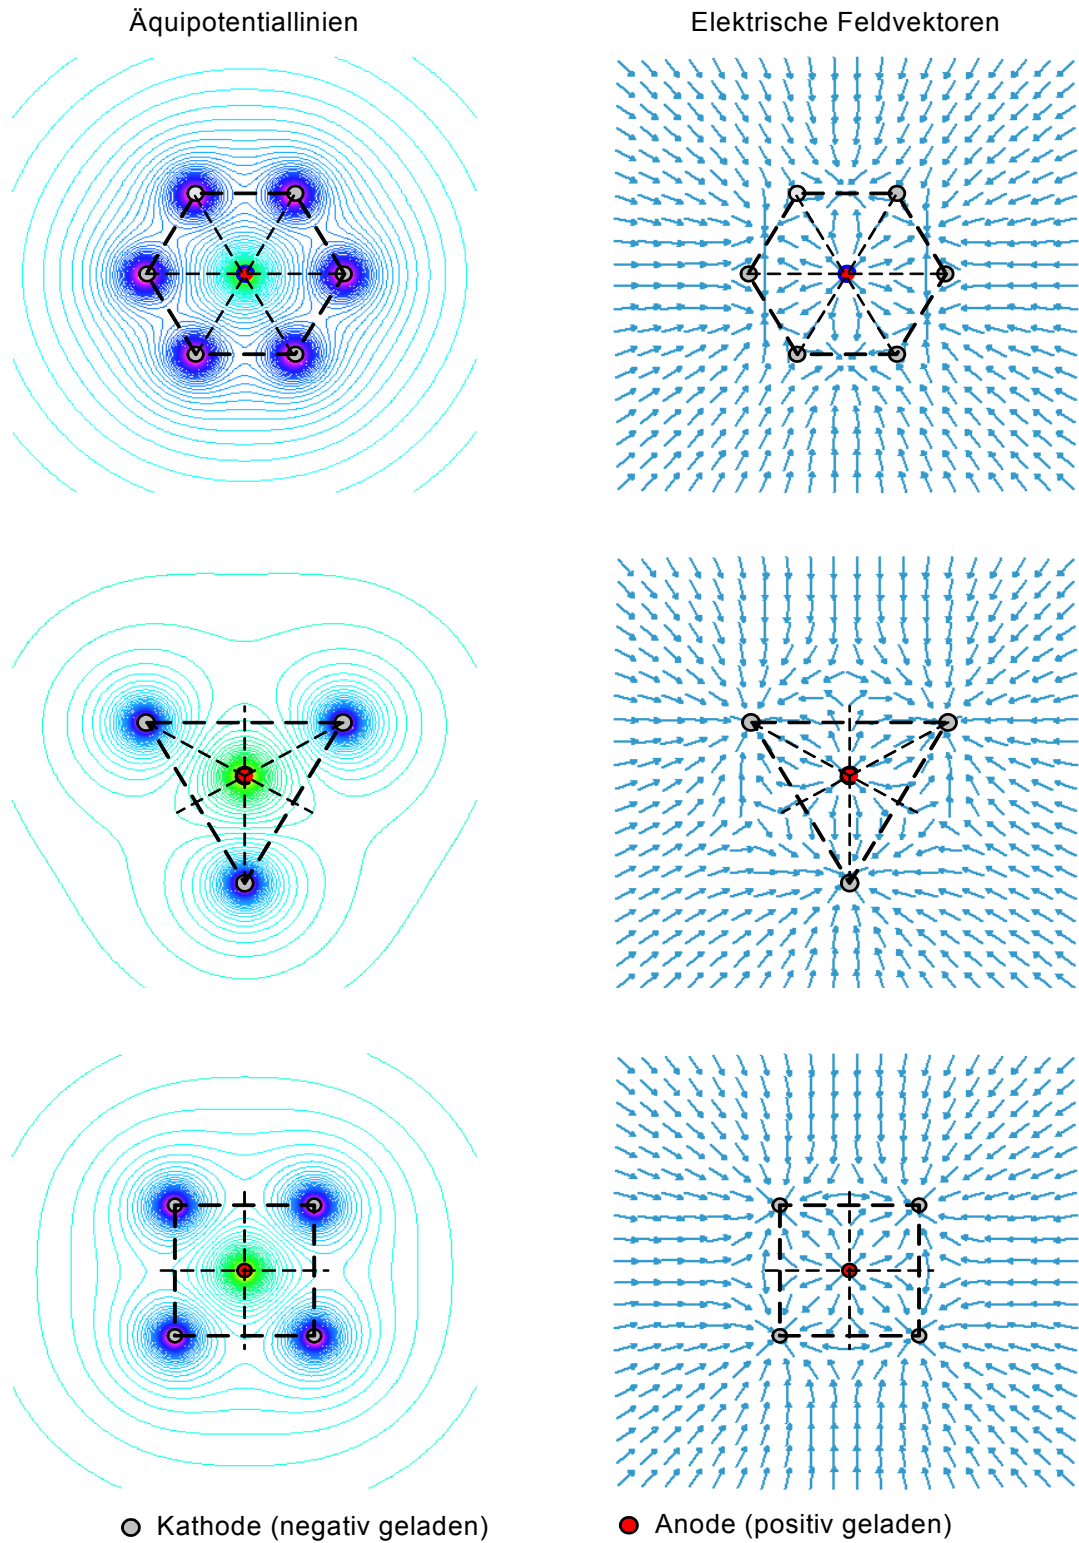 Äquipotentiallinien
Elektrische Feldvektoren
Kathode (negativ geladen)
Anode (positiv geladen)